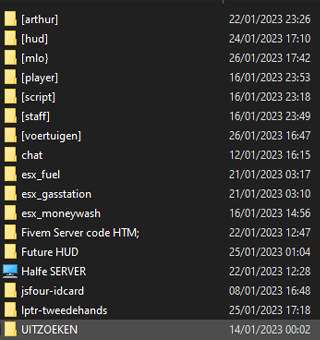 [arthur] 22/01/2023 23:26
[hud] 24/01/2023 17:10
[mlo} 26/01/2023 17:42
[player] 16/01/2023 23:53
[script] 16/01/2023 23:18
[staff] 16/01/2023 23:49
[voertuigen] 26/01/2023 16:47
chat 12/01/2023 16:15
esx_fuel 21/01/2023 03:17
esx_gasstation 21/01/2023 03:10
esx_moneywash 16/01/2023 14:56
Fivem Server code HTM; 22/01/2023 12:47
Future HUD 25/01/2023 01:04
Halfe SERVER 22/01/2023 12:28
jsfour-idcard 08/01/2023 16:48
lptr-tweedehands 25/01/2023 17:18
UITZOEKEN 14/01/2023 00:02